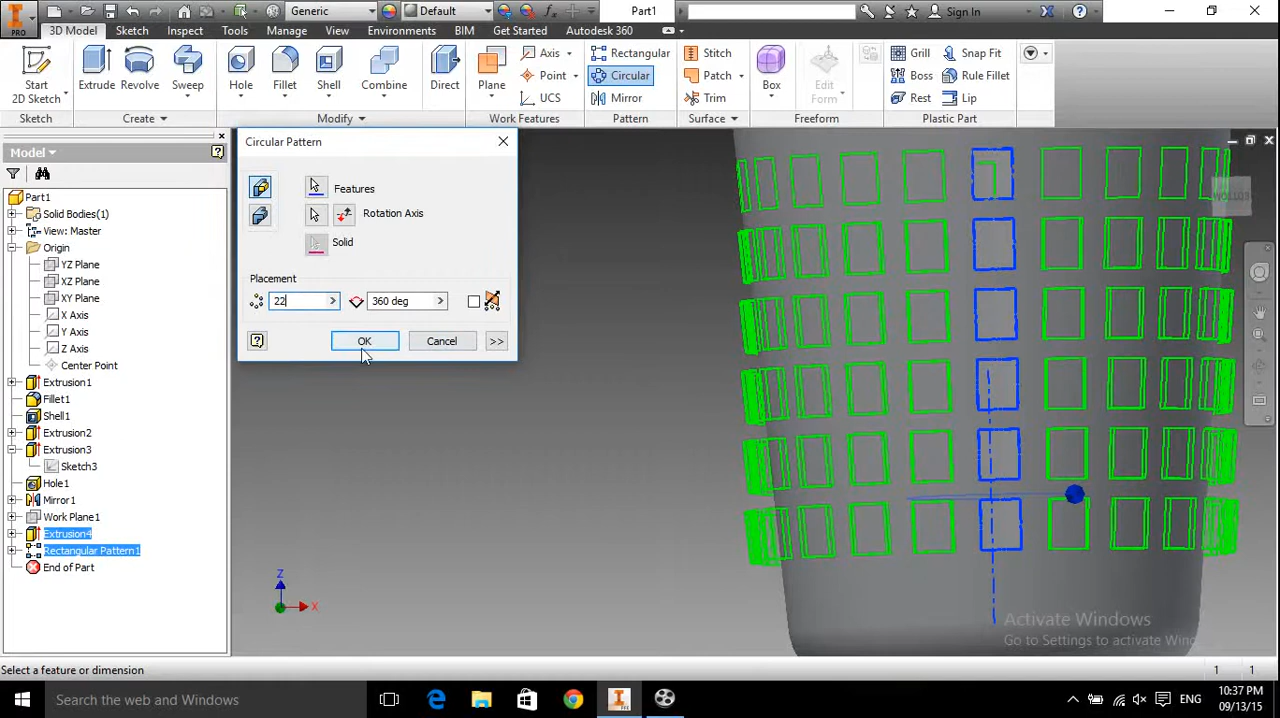 PRO
Generic
Default
Part1
Sign In
3D Model
Sketch
Inspect
Tools
Manage
View
Environments
BIM
Get Started
Autodesk 360
Start
2D Sketch
Extrude
Revolve
Sweep
Hole
Fillet
Shell
Combine
Direct
Plane
Axis
Point
UCS
Rectangular
Circular
Mirror
Stitch
Patch
Trim
Box
Edit
Form
Grill
Boss
Rest
Snap Fit
Rule Fillet
Lip
Sketch
Create
Modify
Work Features
Pattern
Surface
Freeform
Plastic Part
Model
Part1
Solid Bodies(1)
View: Master
Origin
YZ Plane
XZ Plane
XY Plane
X Axis
Y Axis
Z Axis
Center Point
Extrusion1
Fillet1
Shell1
Extrusion2
Extrusion3
Sketch3
Hole1
Mirror1
Work Plane1
Extrusion4
Rectangular Pattern1
End of Part
Circular Pattern
Features
Rotation Axis
Solid
Placement
22
360 deg
OK
Cancel
>>
Z
X
Activate Windows
Go to Settings to activate Win
Select a feature or dimension
1
1
Search the web and Windows
ENG
10:37 PM
09/13/15